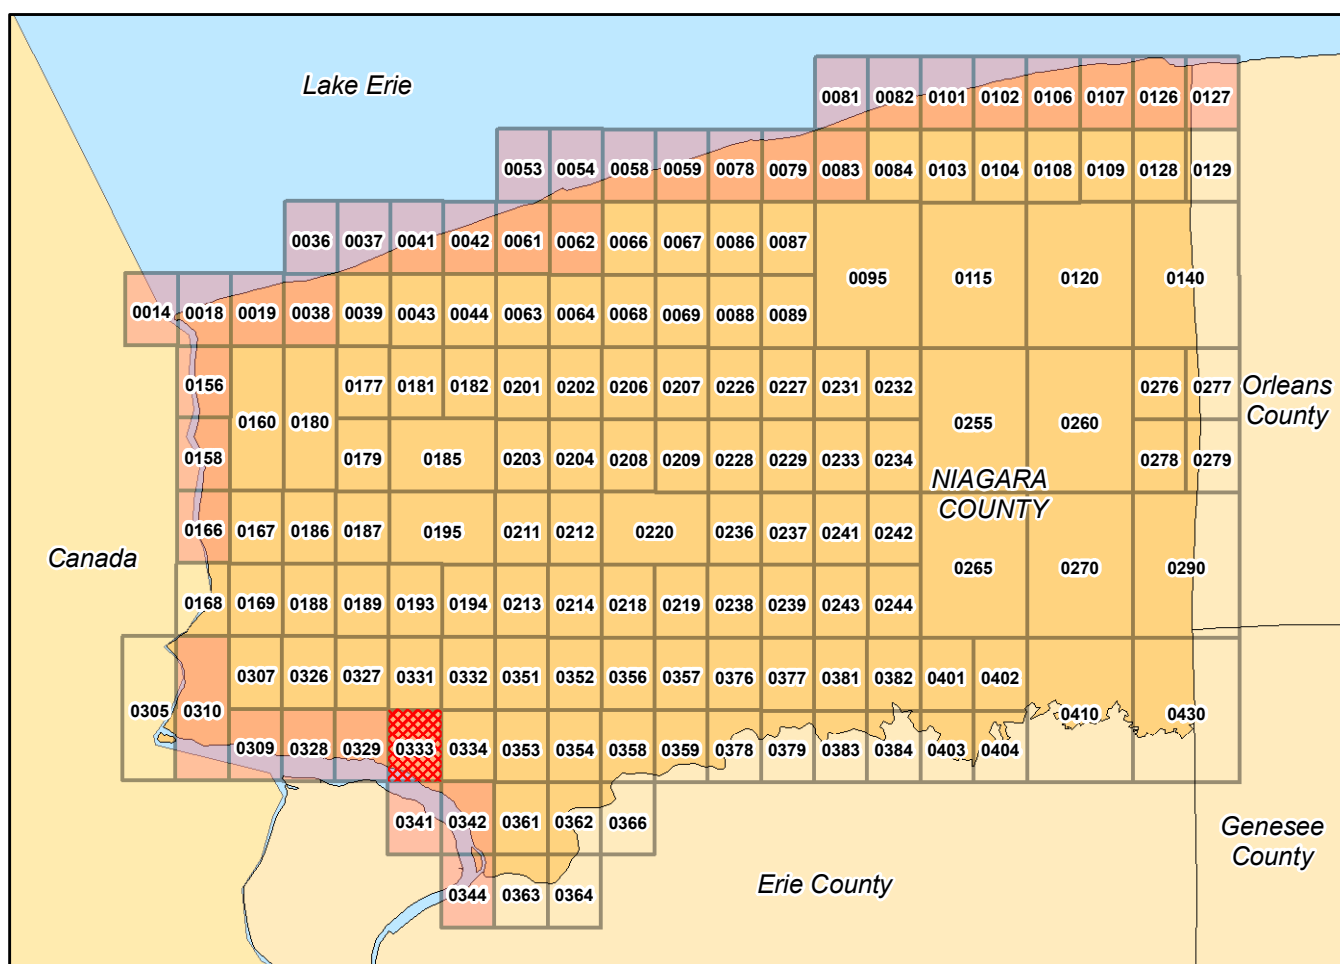 Lake Erie
0081 0082 0101 0102 0106 0107 0126 0127
0053 0054 0058 0059 0078 0079 0083 0084 0103 0104 0108 0109 0128 0129
0036 0037 0041 0042 0061 0062 0066 0067 0086 0087
0095 0115 0120 0140
0014 0018 0019 0038 0039 0043 0044 0063 0064 0068 0069 0088 0089
0156 0177 0181 0182 0201 0202 0206 0207 0226 0227 0231 0232 0276 0277
Orleans
County
0160 0180 0255 0260
0158 0179 0185 0203 0204 0208 0209 0228 0229 0233 0234 0278 0279
NIAGARA
COUNTY
0166 0167 0186 0187 0195 0211 0212 0220 0236 0237 0241 0242
Canada
0265 0270 0290
0168 0169 0188 0189 0193 0194 0213 0214 0218 0219 0238 0239 0243 0244
0307 0326 0327 0331 0332 0351 0352 0356 0357 0376 0377 0381 0382 0401 0402
0305 0310 0410 0430
0309 0328 0329 0333 0334 0353 0354 0358 0359 0378 0379 0383 0384 0403 0404
0341 0342 0361 0362 0366
Genesee
County
Erie County
0344 0363 0364